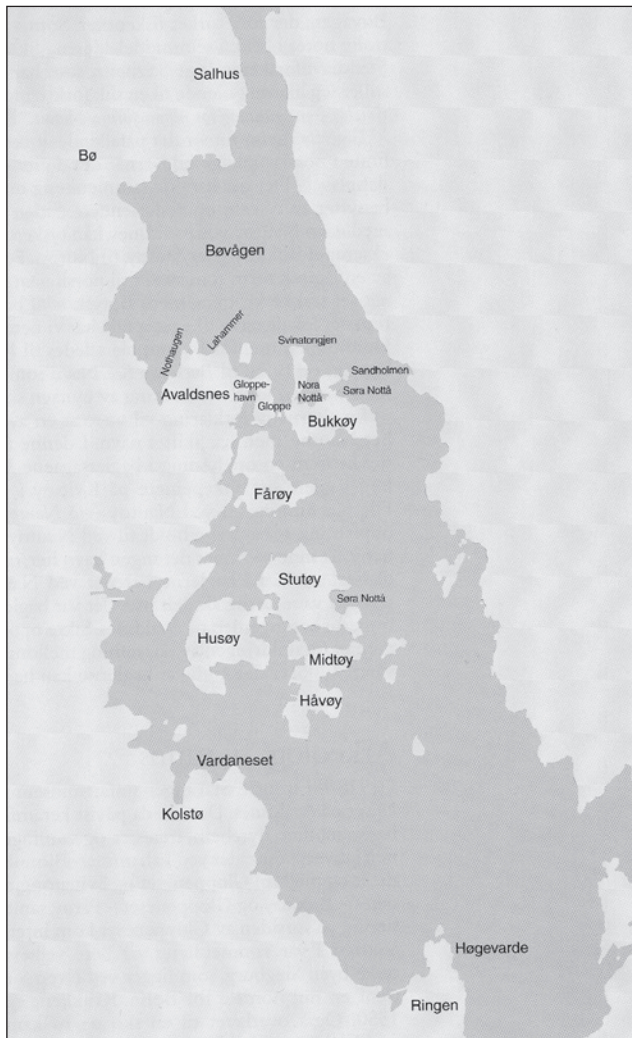 Salhus
Bø
Bøvågen
Nothaugen
Lahammer
Svinatongjen
Sandholmen
Avaldsnes
Gloppe-
havn
Gloppe
Nora
Nottå
Søra Nottå
Bukkøy
Fårøy
Stutøy
Søra Nottå
Husøy
Midtøy
Håvøy
Vardaneset
Kolstø
Høgevarde
Ringen